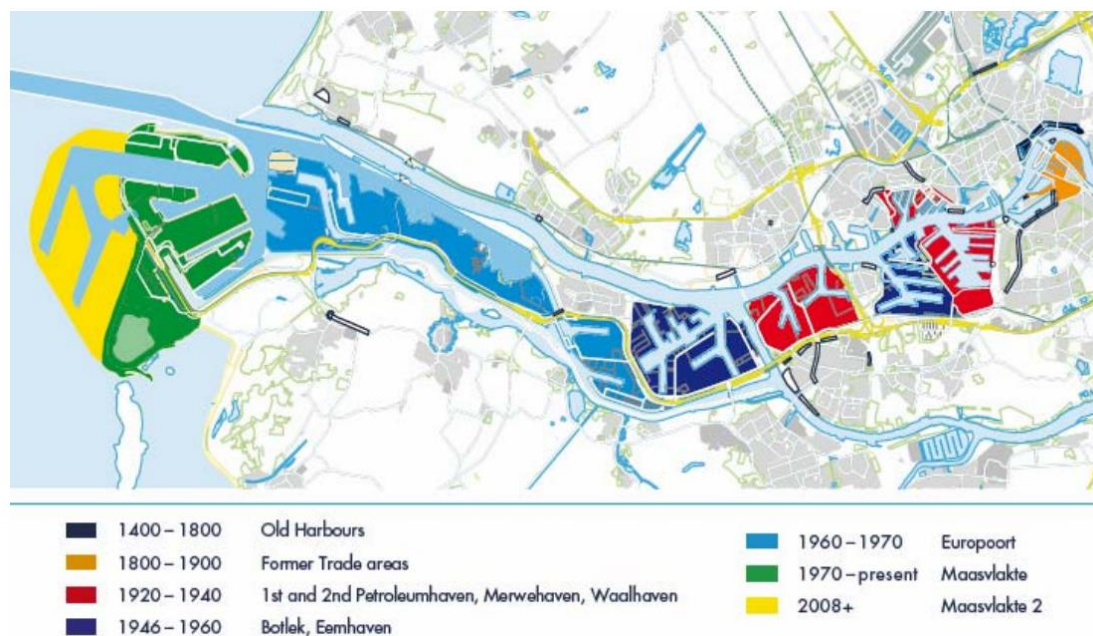 1400 – 1800 Old Harbours
1800 – 1900 Former Trade areas
1920 – 1940 1st and 2nd Petroleumhaven, Merwehaven, Waalhaven
1946 – 1960 Botlek, Eemhaven
1960 – 1970 Europoort
1970 – present Maasvlakte
2008+ Maasvlakte 2